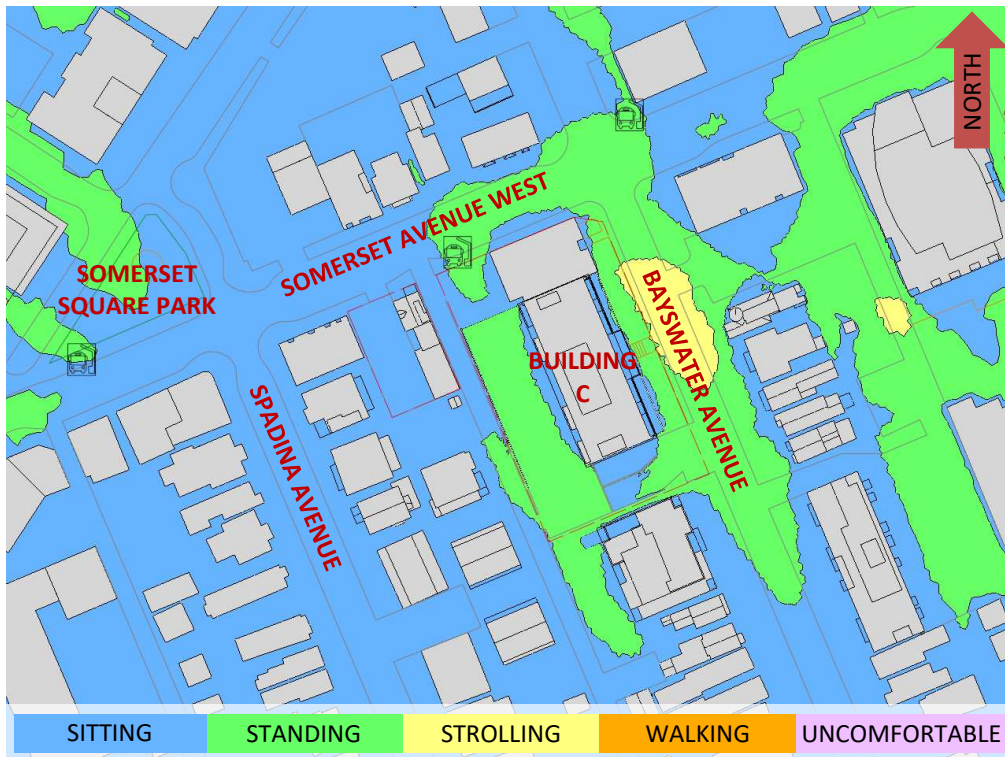 NORTH
SOMERSET AVENUE WEST
SOMERSET
SQUARE PARK
BAYSWATER AVENUE
BUILDING
C
SPADINA AVENUE
SITTING
STANDING
STROLLING
WALKING
UNCOMFORTABLE